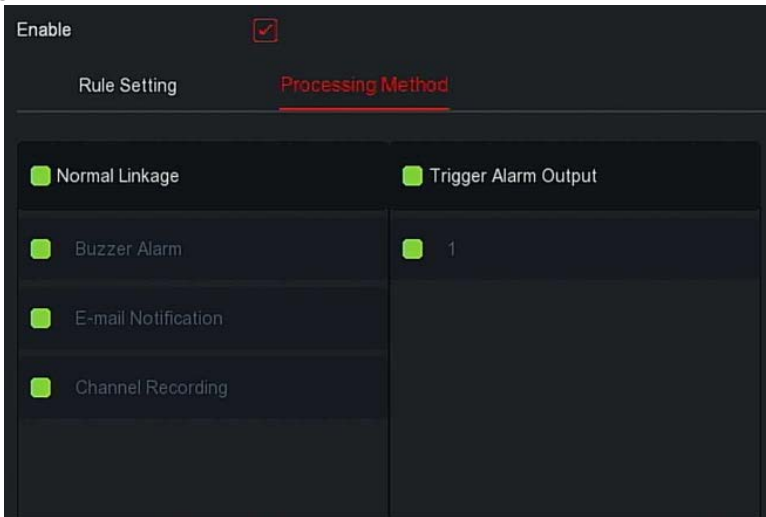 Enable
Rule Setting
Processing Method
Normal Linkage
Trigger Alarm Output
Buzzer Alarm
1
E-mail Notification
Channel Recording